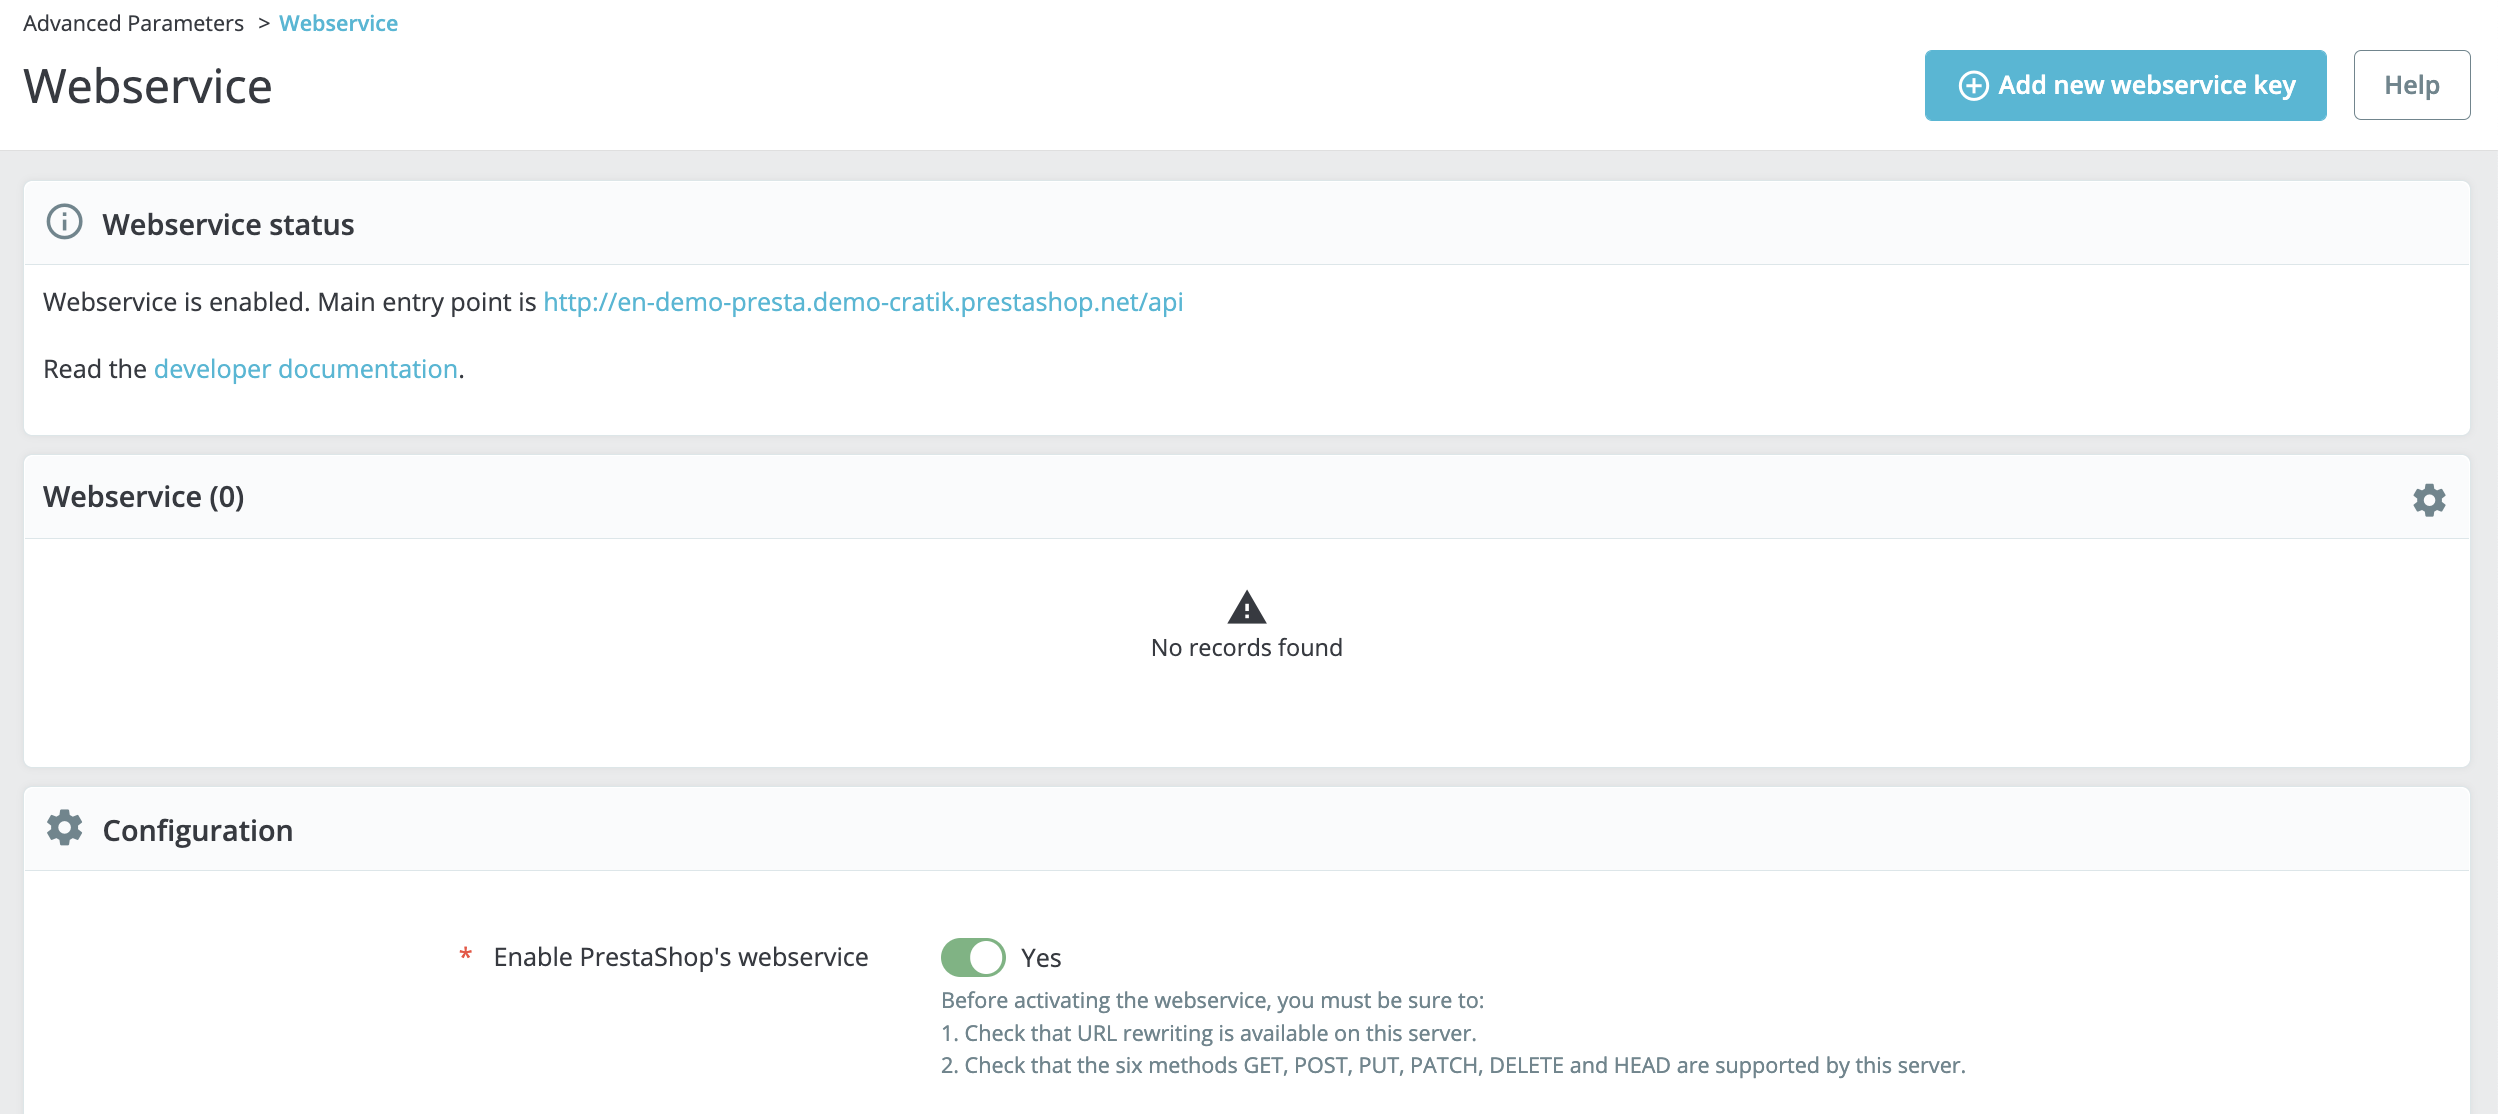 Advanced Parameters > Webservice
Webservice
Add new webservice key
Help
Webservice status
Webservice is enabled. Main entry point is http://en-demo-presta.demo-cratik.prestashop.net/api
Read the developer documentation.
Webservice (0)
No records found
Configuration
* Enable PrestaShop's webservice
Yes
Before activating the webservice, you must be sure to:
1. Check that URL rewriting is available on this server.
2. Check that the six methods GET, POST, PUT, PATCH, DELETE and HEAD are supported by this server.